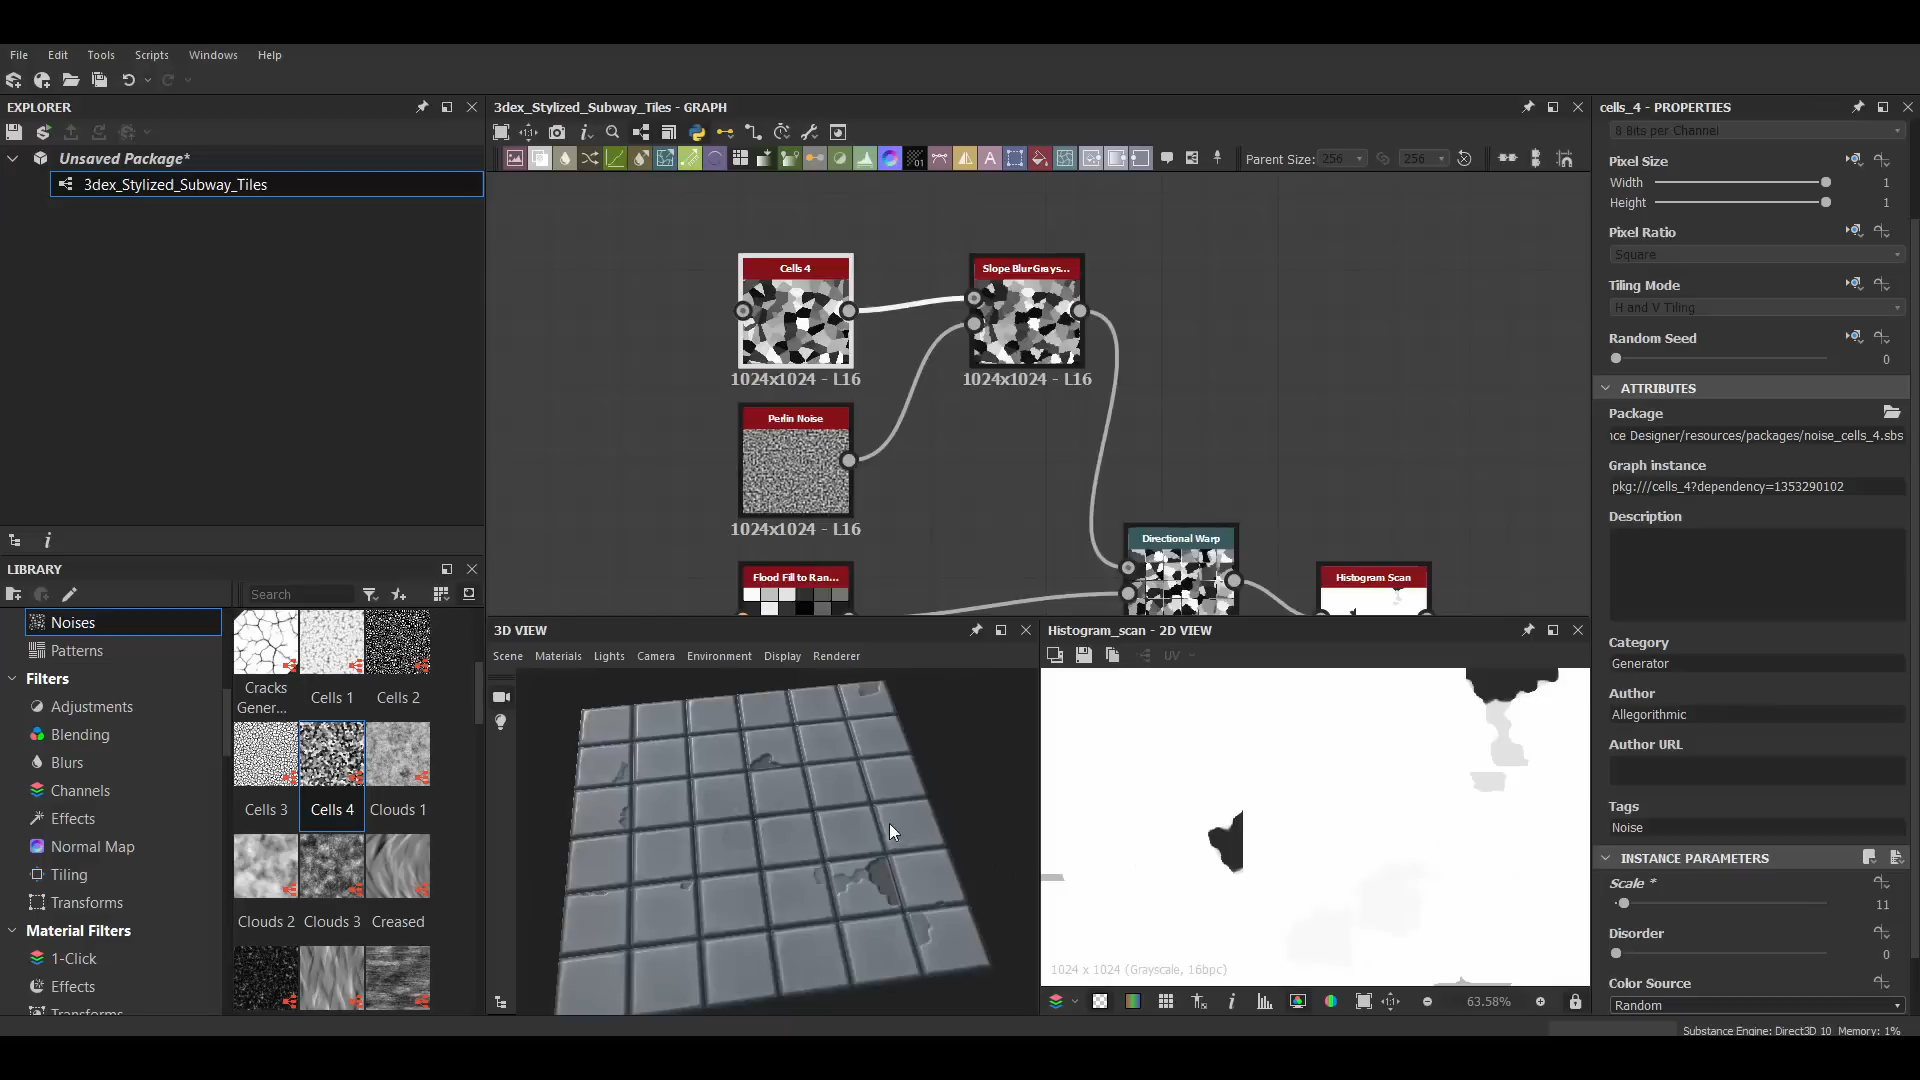 File Edit Tools Scripts Windows Help
EXPLORER
Unsaved Package*
3dex_Stylized_Subway_Tiles
LIBRARY
Search
Noises
Patterns
Filters
Adjustments
Blending
Blurs
Channels
Effects
Normal Map
Tiling
Transforms
Material Filters
1-Click
Effects
Transforms
Cracks Gener...
Cells 1
Cells 2
Cells 3
Cells 4
Clouds 1
Clouds 2
Clouds 3
Creased
3dex_Stylized_Subway_Tiles - GRAPH
Parent Size: 256 256
Cells 4
1024x1024 - L16
Slope Blur Grays...
1024x1024 - L16
Perlin Noise
1024x1024 - L16
Flood Fill to Ran...
Directional Warp
Histogram Scan
3D VIEW
Scene Materials Lights Camera Environment Display Renderer
Histogram_scan - 2D VIEW
UV
1024 x 1024 (Grayscale, 16bpc)
63.58%
cells_4 - PROPERTIES
8 Bits per Channel
Pixel Size
Width 1
Height 1
Pixel Ratio
Square
Tiling Mode
H and V Tiling
Random Seed
0
ATTRIBUTES
Package
ıce Designer/resources/packages/noise_cells_4.sbs
Graph instance
pkg:///cells_4?dependency=1353290102
Description
Category
Generator
Author
Allegorithmic
Author URL
Tags
Noise
INSTANCE PARAMETERS
Scale *
11
Disorder
0
Color Source
Random
Substance Engine: Direct3D 10 Memory: 1%